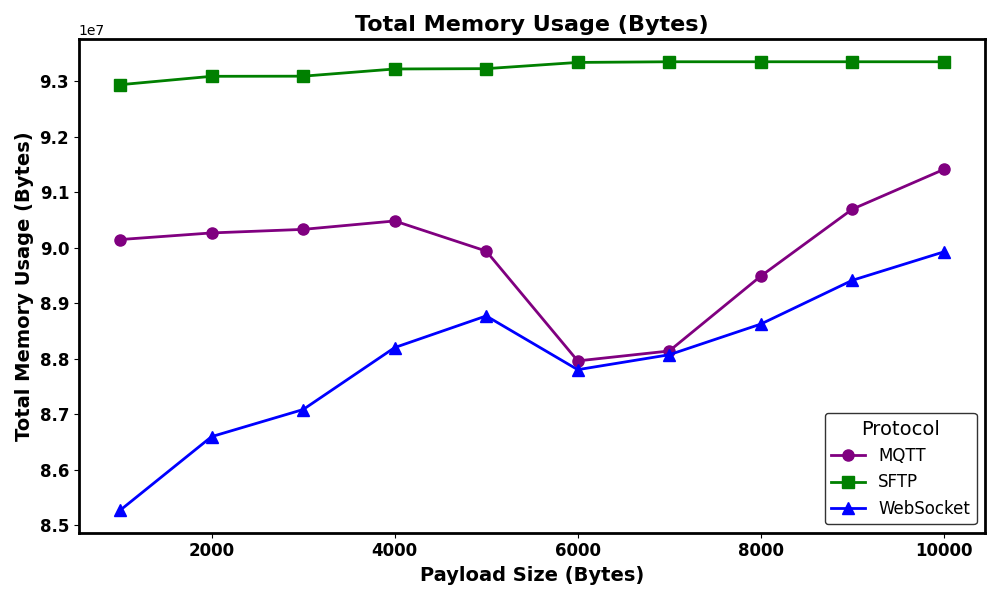 Total Memory Usage (Bytes)
1e7
9.3
9.2
9.1
9.0
8.9
8.8
8.7
8.6
8.5
Total Memory Usage (Bytes)
Protocol
MQTT
SFTP
WebSocket
2000 4000 6000 8000 10000
Payload Size (Bytes)